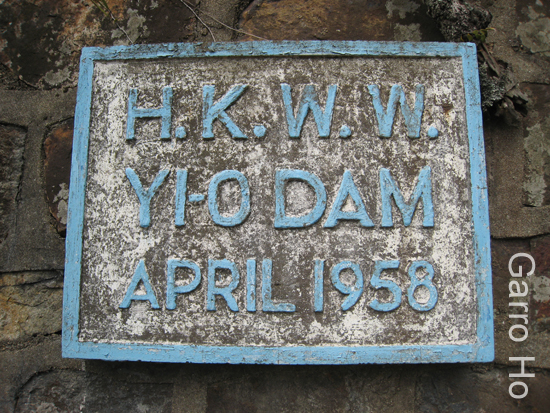 H.K.W.W.
YI-O DAM
APRIL 1958
Garro Ho